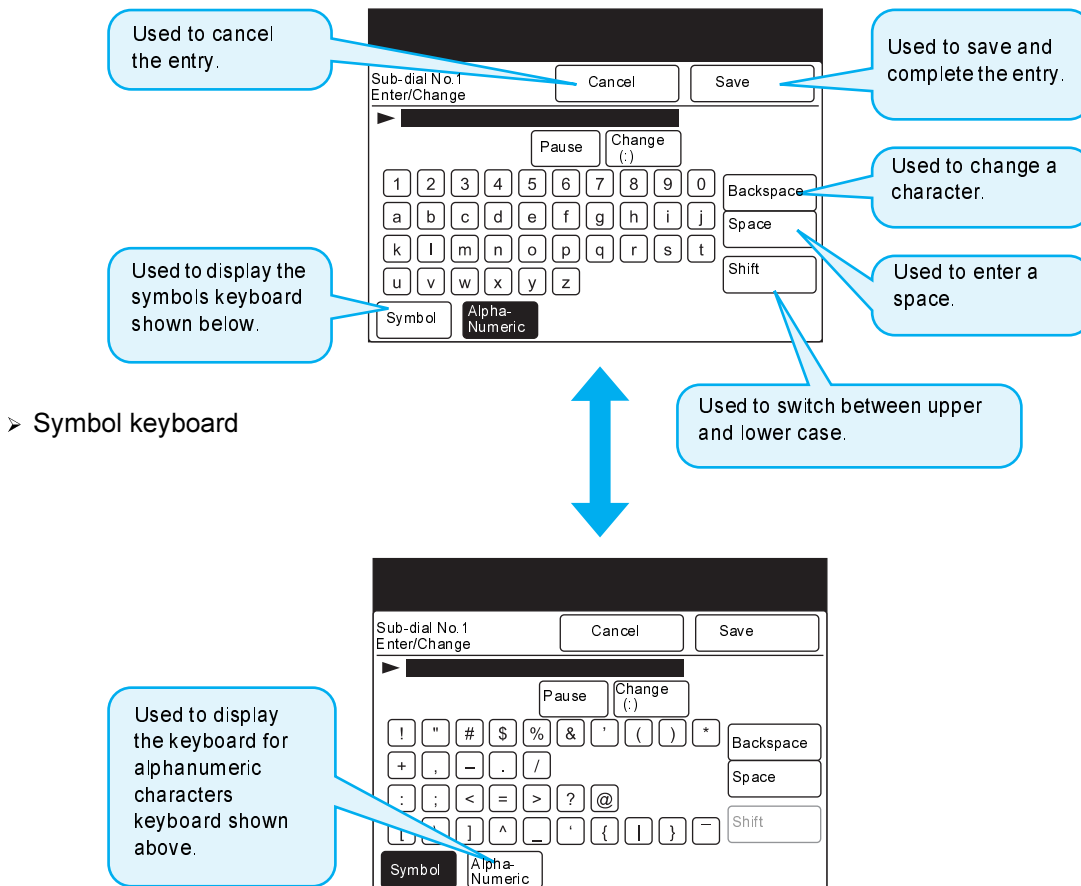 Used to cancel
the entry.
Sub-dial No.1
Enter/Change
Cancel
Save
Used to save and
complete the entry.
Pause
Change
(:)
1 2 3 4 5 6 7 8 9 0
Backspace
Used to change a
character.
a b c d e f g h i j
Space
k l m n o p q r s t
u v w x y z
Shift
Used to enter a
space.
Used to display the
symbols keyboard
shown below.
Symbol
Alpha-
Numeric
Used to switch between upper
and lower case.
➢ Symbol keyboard
Sub-dial No.1
Enter/Change
Cancel
Save
Pause
Change
(:)
! " # $ % & ’ ( ) *
Backspace
+ , – . /
Space
: ; < = > ? @
[ ] ^ _ ‘ { | } ¯
Shift
Used to display
the keyboard for
alphanumeric
characters
keyboard shown
above.
Symbol
Alpha-
Numeric